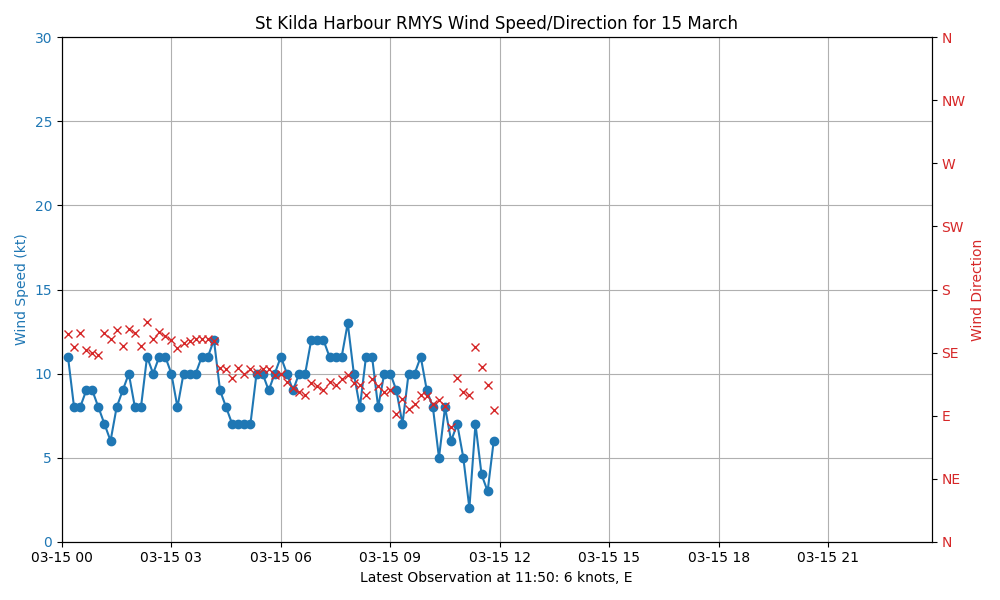 St Kilda Harbour RMYS Wind Speed/Direction for 15 March
30
25
20
15
10
5
0
Wind Speed (kt)
N
NW
W
SW
S
SE
E
NE
N
Wind Direction
03-15 00 03-15 03 03-15 06 03-15 09 03-15 12 03-15 15 03-15 18 03-15 21
Latest Observation at 11:50: 6 knots, E